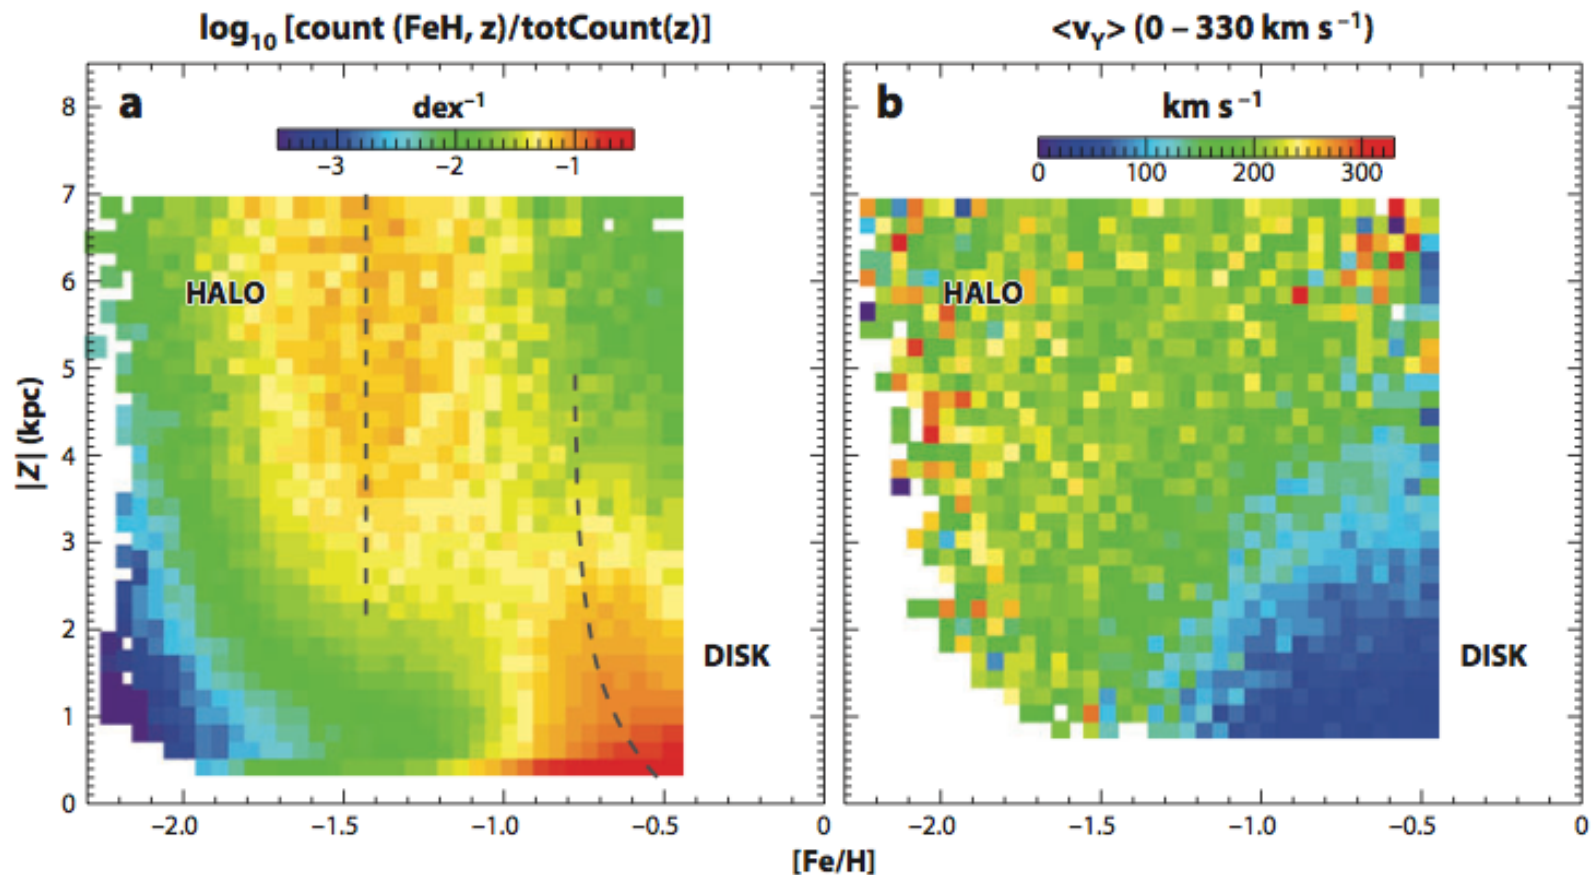 log₁₀ [count (FeH, z)/totCount(z)]
<v_Y> (0 – 330 km s⁻¹)
a
dex⁻¹
–3 –2 –1
b
km s⁻¹
0 100 200 300
8
7
6
5
4
3
2
1
0
|Z| (kpc)
HALO
HALO
DISK
DISK
–2.0 –1.5 –1.0 –0.5 0
–2.0 –1.5 –1.0 –0.5 0
[Fe/H]